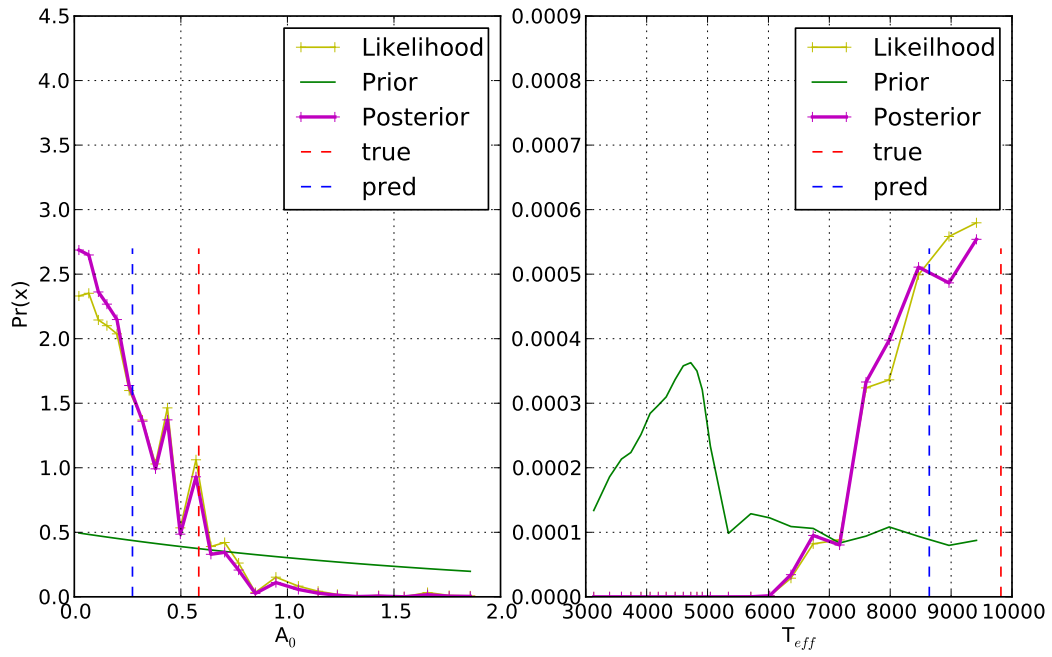 4.5
4.0
3.5
3.0
2.5
2.0
1.5
1.0
0.5
0.0
Pr(x)
0.0 0.5 1.0 1.5 2.0
A0
Likelihood
Prior
Posterior
true
pred
0.0009
0.0008
0.0007
0.0006
0.0005
0.0004
0.0003
0.0002
0.0001
0.0000
3000 4000 5000 6000 7000 8000 9000 10000
Teff
Likeilhood
Prior
Posterior
true
pred